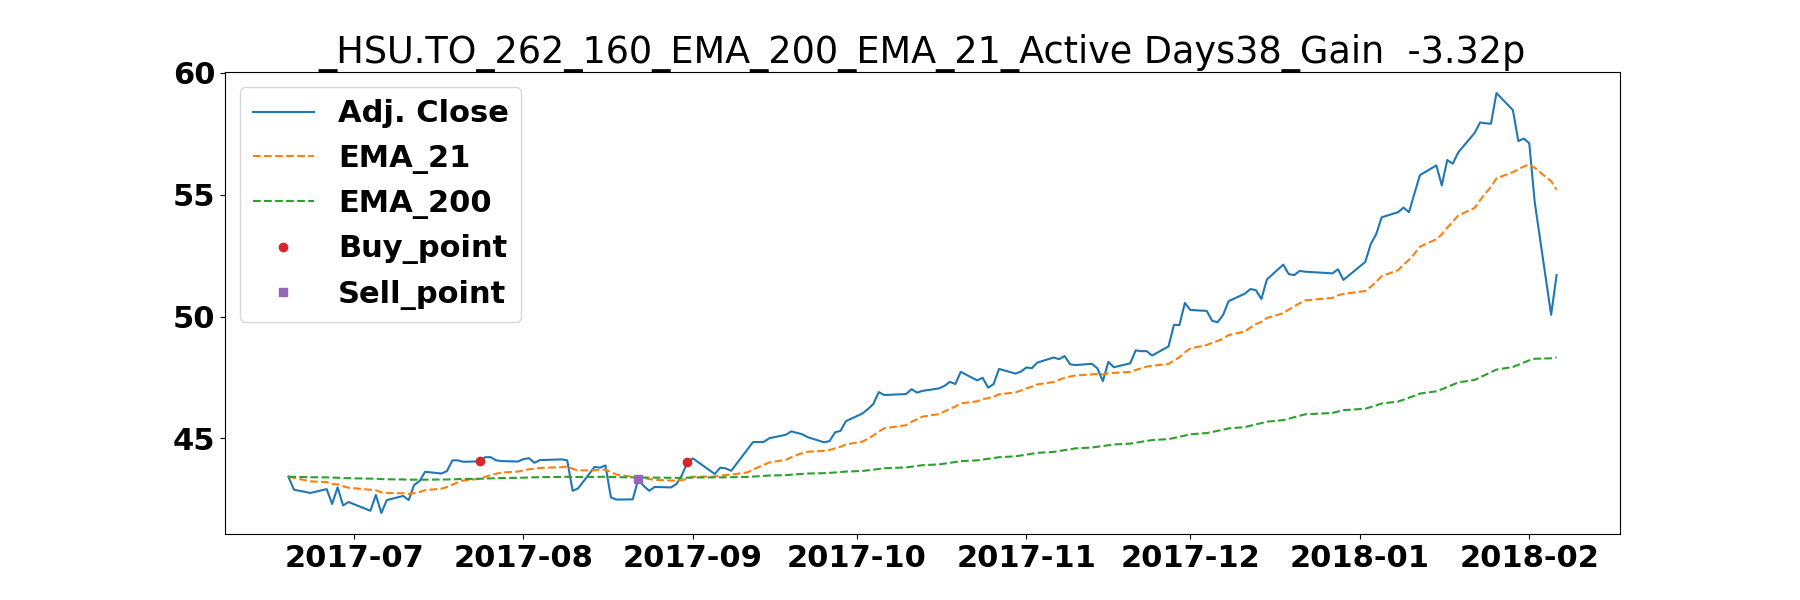 _HSU.TO_262_160_EMA_200_EMA_21_Active Days38_Gain  -3.32p
60
55
50
45
Adj. Close
EMA_21
EMA_200
Buy_point
Sell_point
2017-07 2017-08 2017-09 2017-10 2017-11 2017-12 2018-01 2018-02